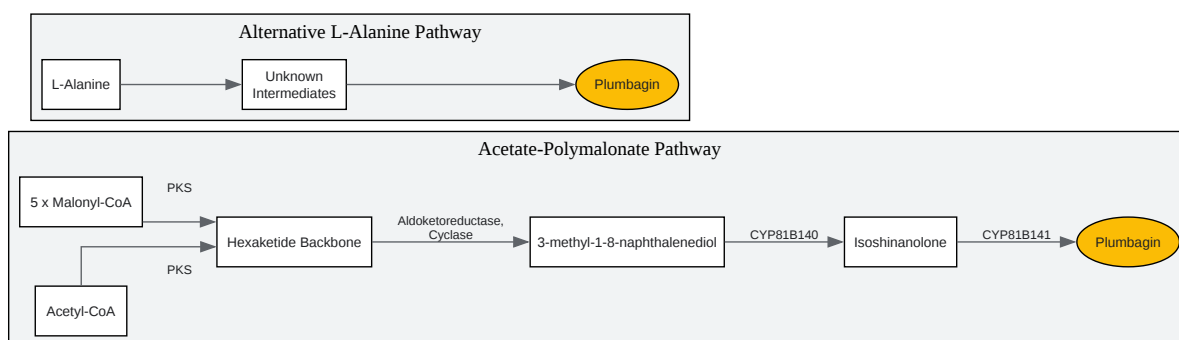 Alternative L-Alanine Pathway
L-Alanine
Unknown
Intermediates
Plumbagin
Acetate-Polymalonate Pathway
5 x Malonyl-CoA
PKS
Hexaketide Backbone
Aldoketoreductase,
Cyclase
3-methyl-1-8-naphthalenediol
CYP81B140
Isoshinanolone
CYP81B141
Plumbagin
PKS
Acetyl-CoA